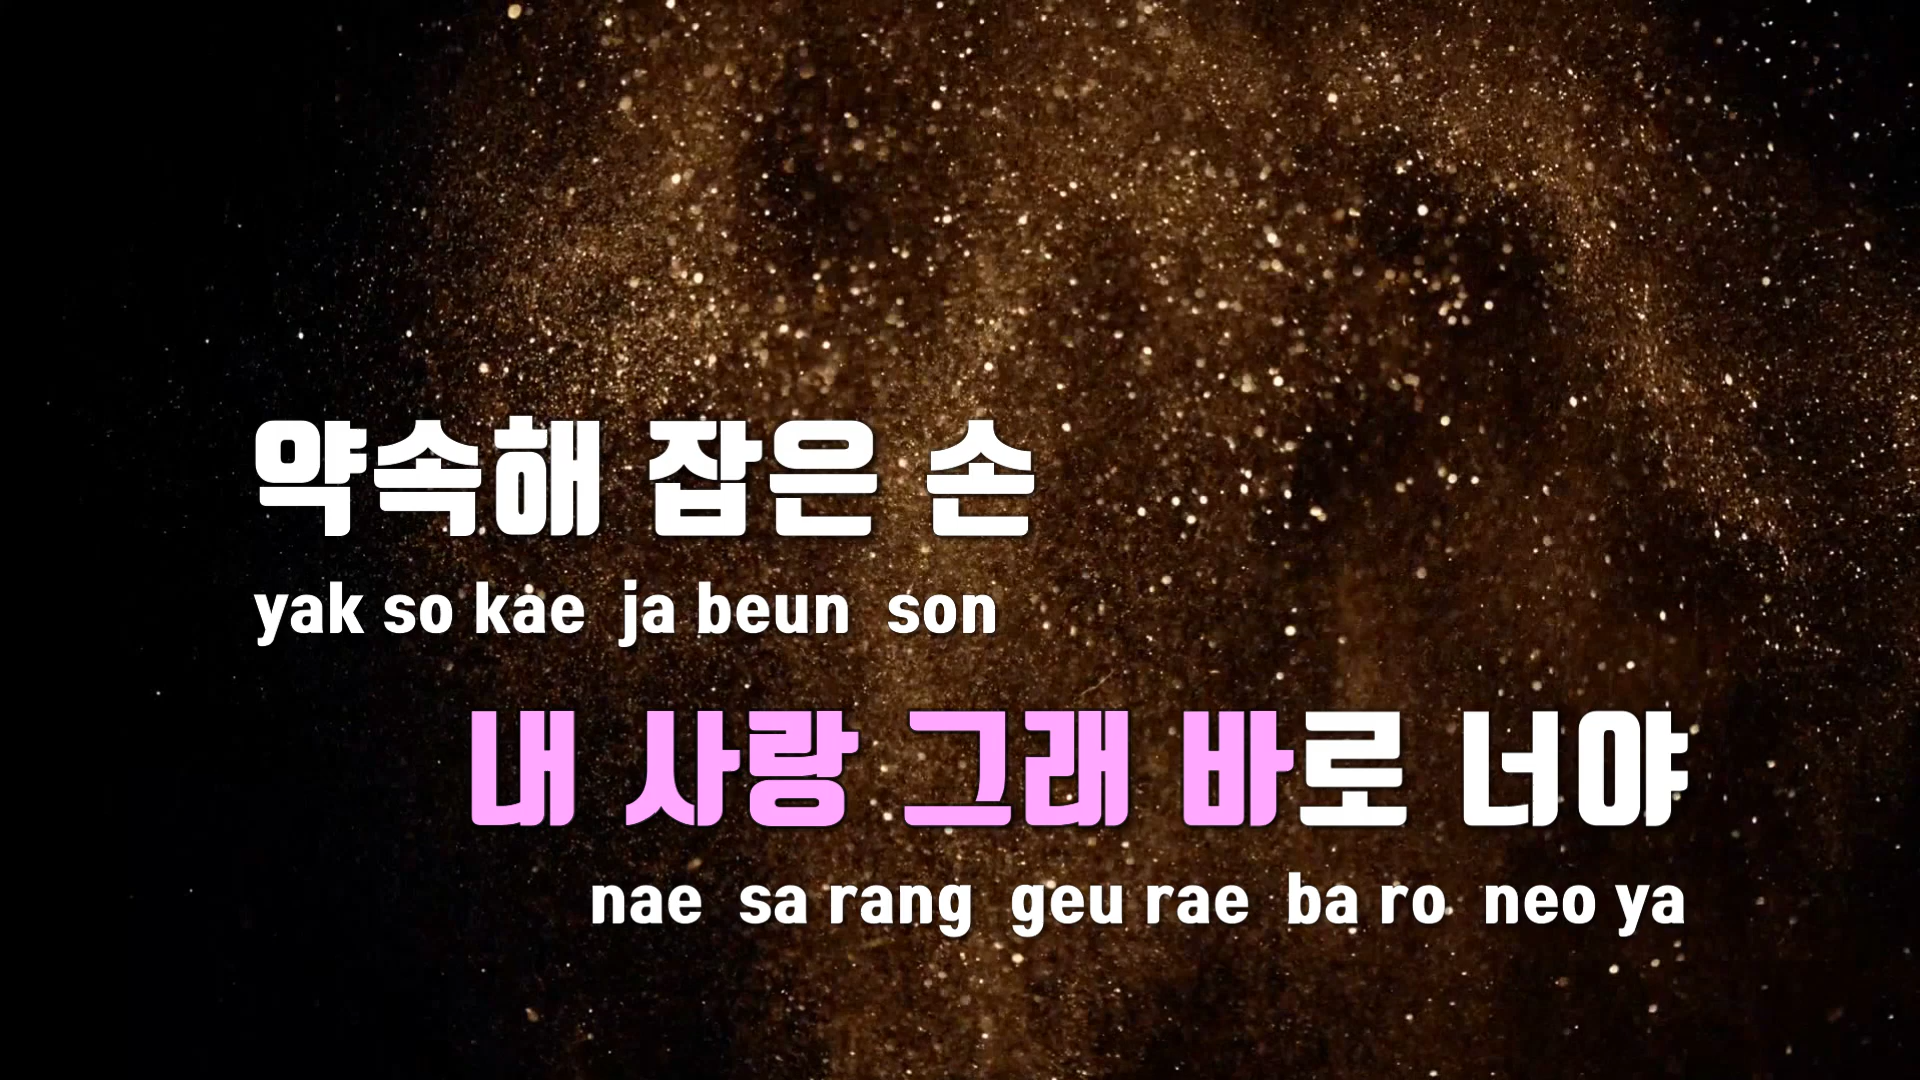 약속해 잡은 손
yak so kae ja beun son
내 사랑 그래 바로 너야
nae sa rang geu rae ba ro neo ya